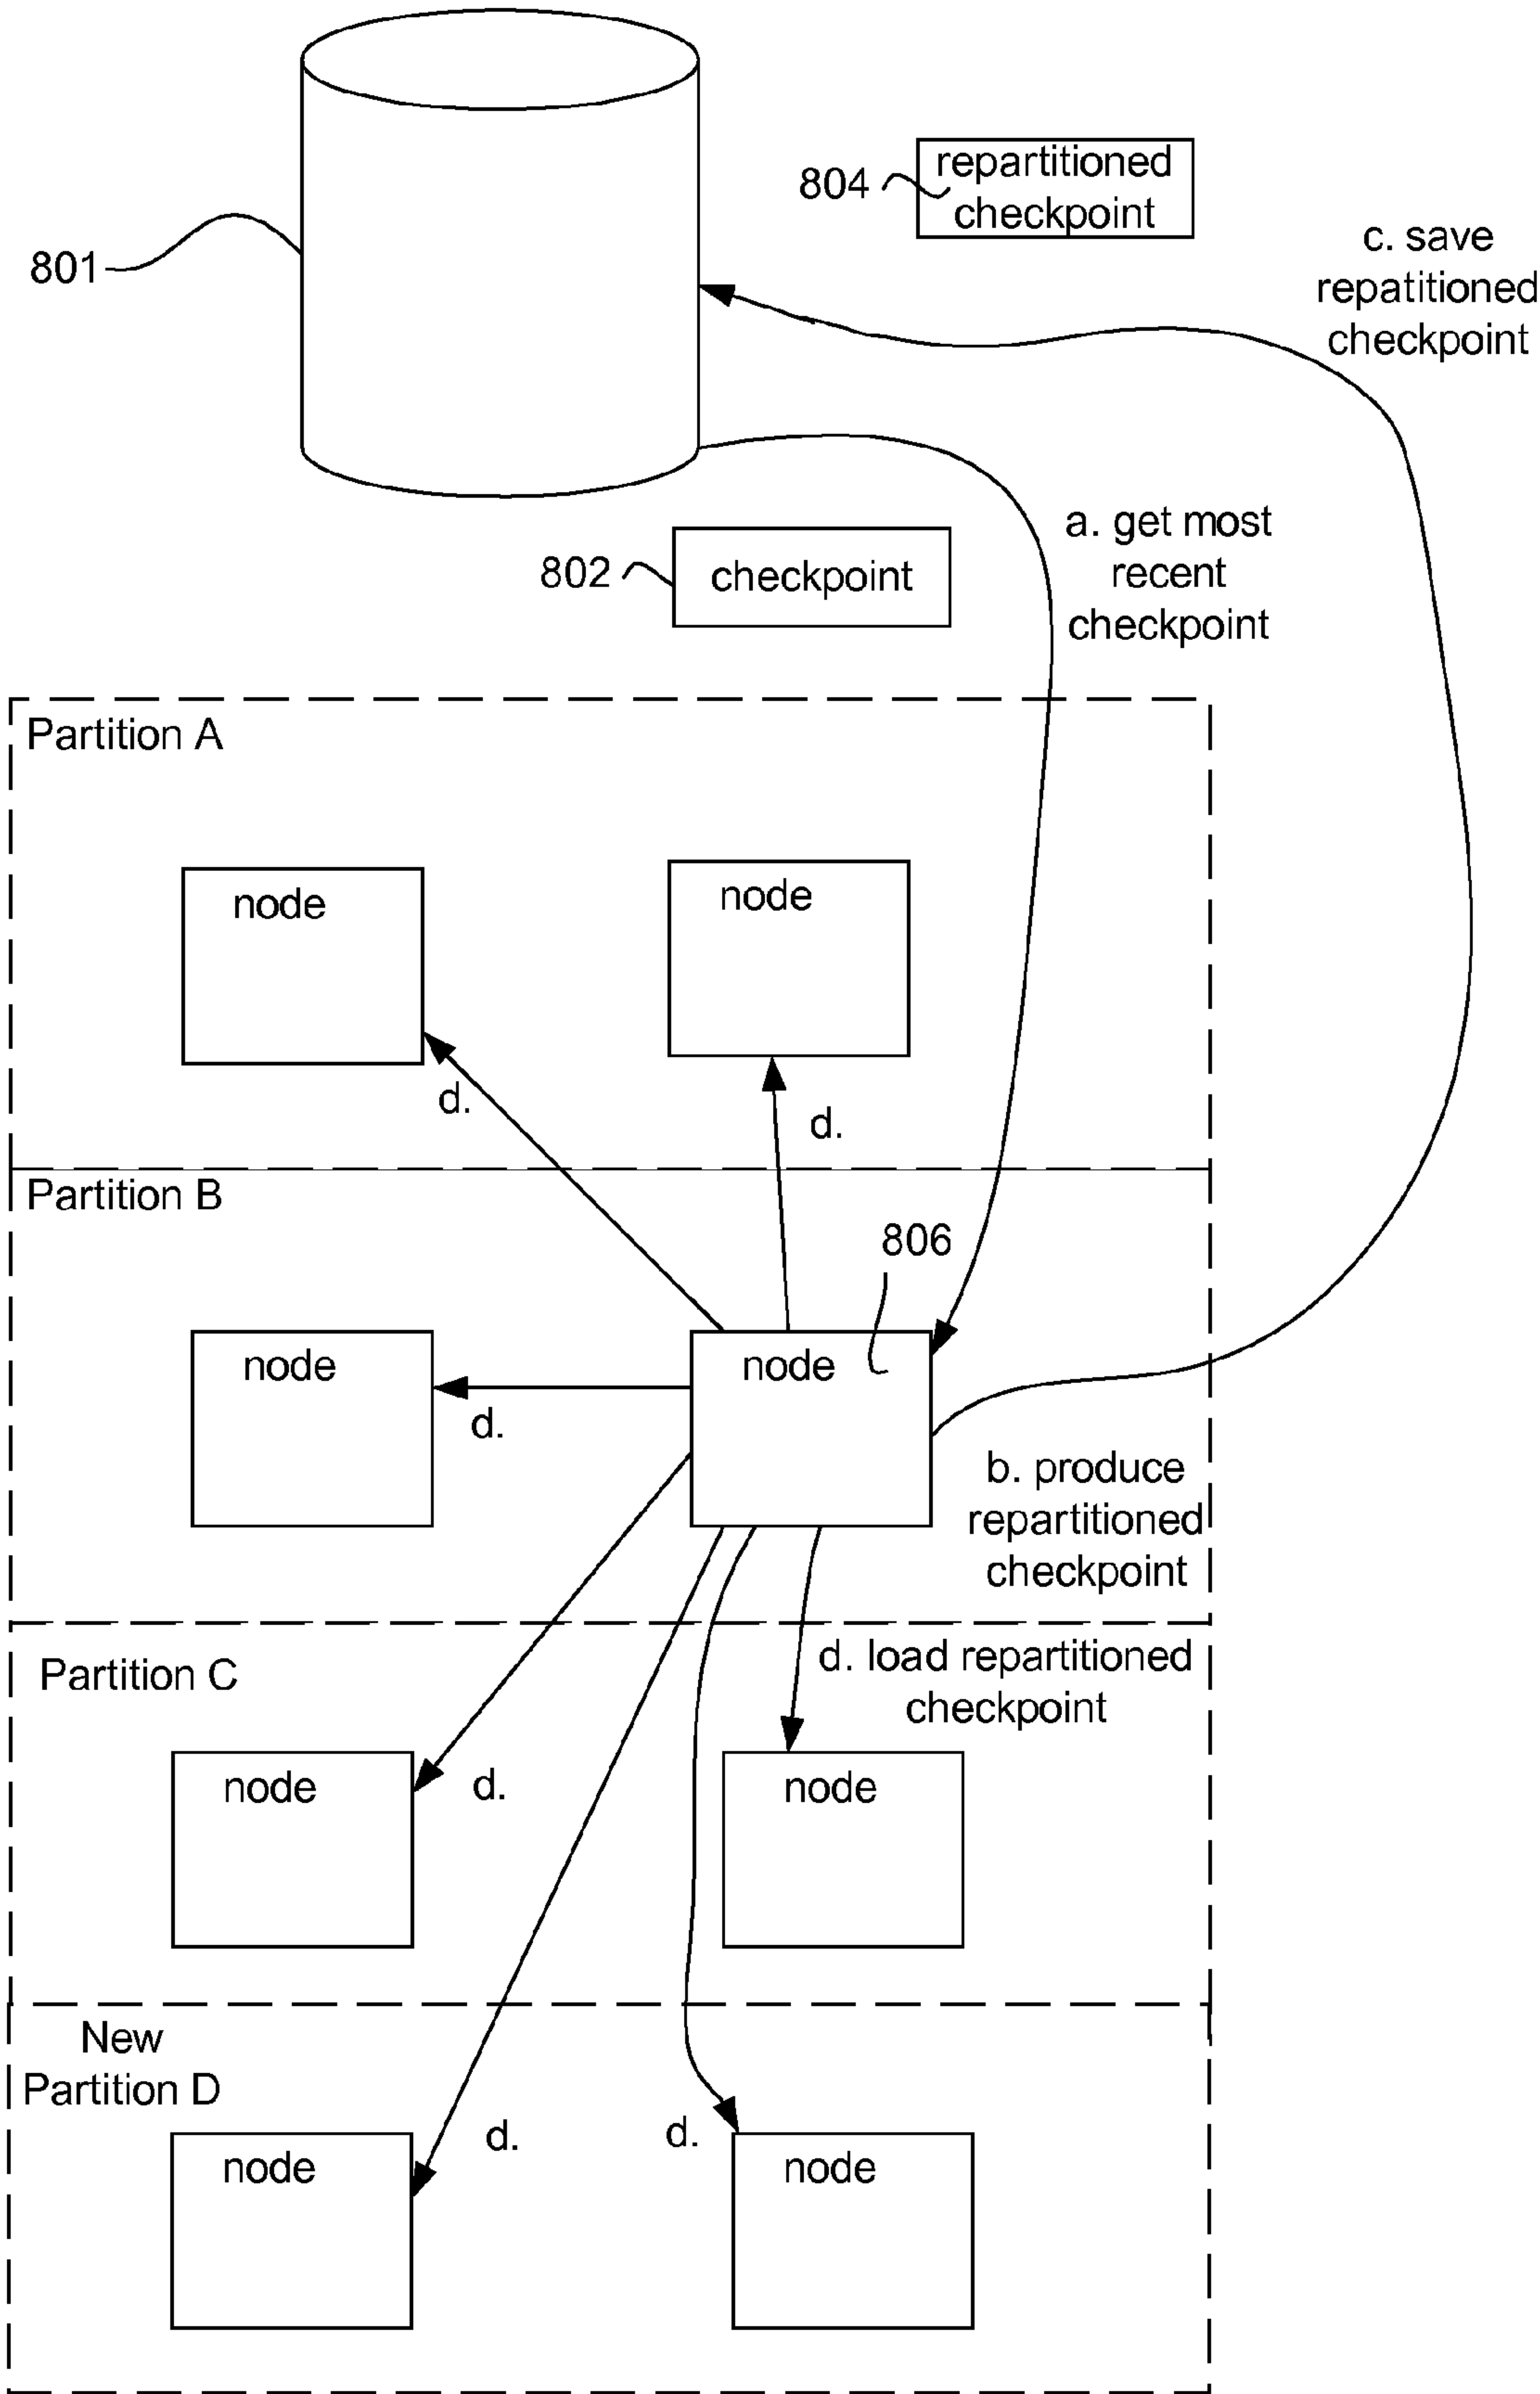 804
repartitioned
checkpoint
801
c. save
repatitioned
checkpoint
802
checkpoint
a. get most
recent
checkpoint
Partition A
node
node
d.
d.
Partition B
806
node
node
d.
b. produce
repartitioned
checkpoint
Partition C
d. load repartitioned
checkpoint
node
d.
node
New
Partition D
d.
d.
node
node